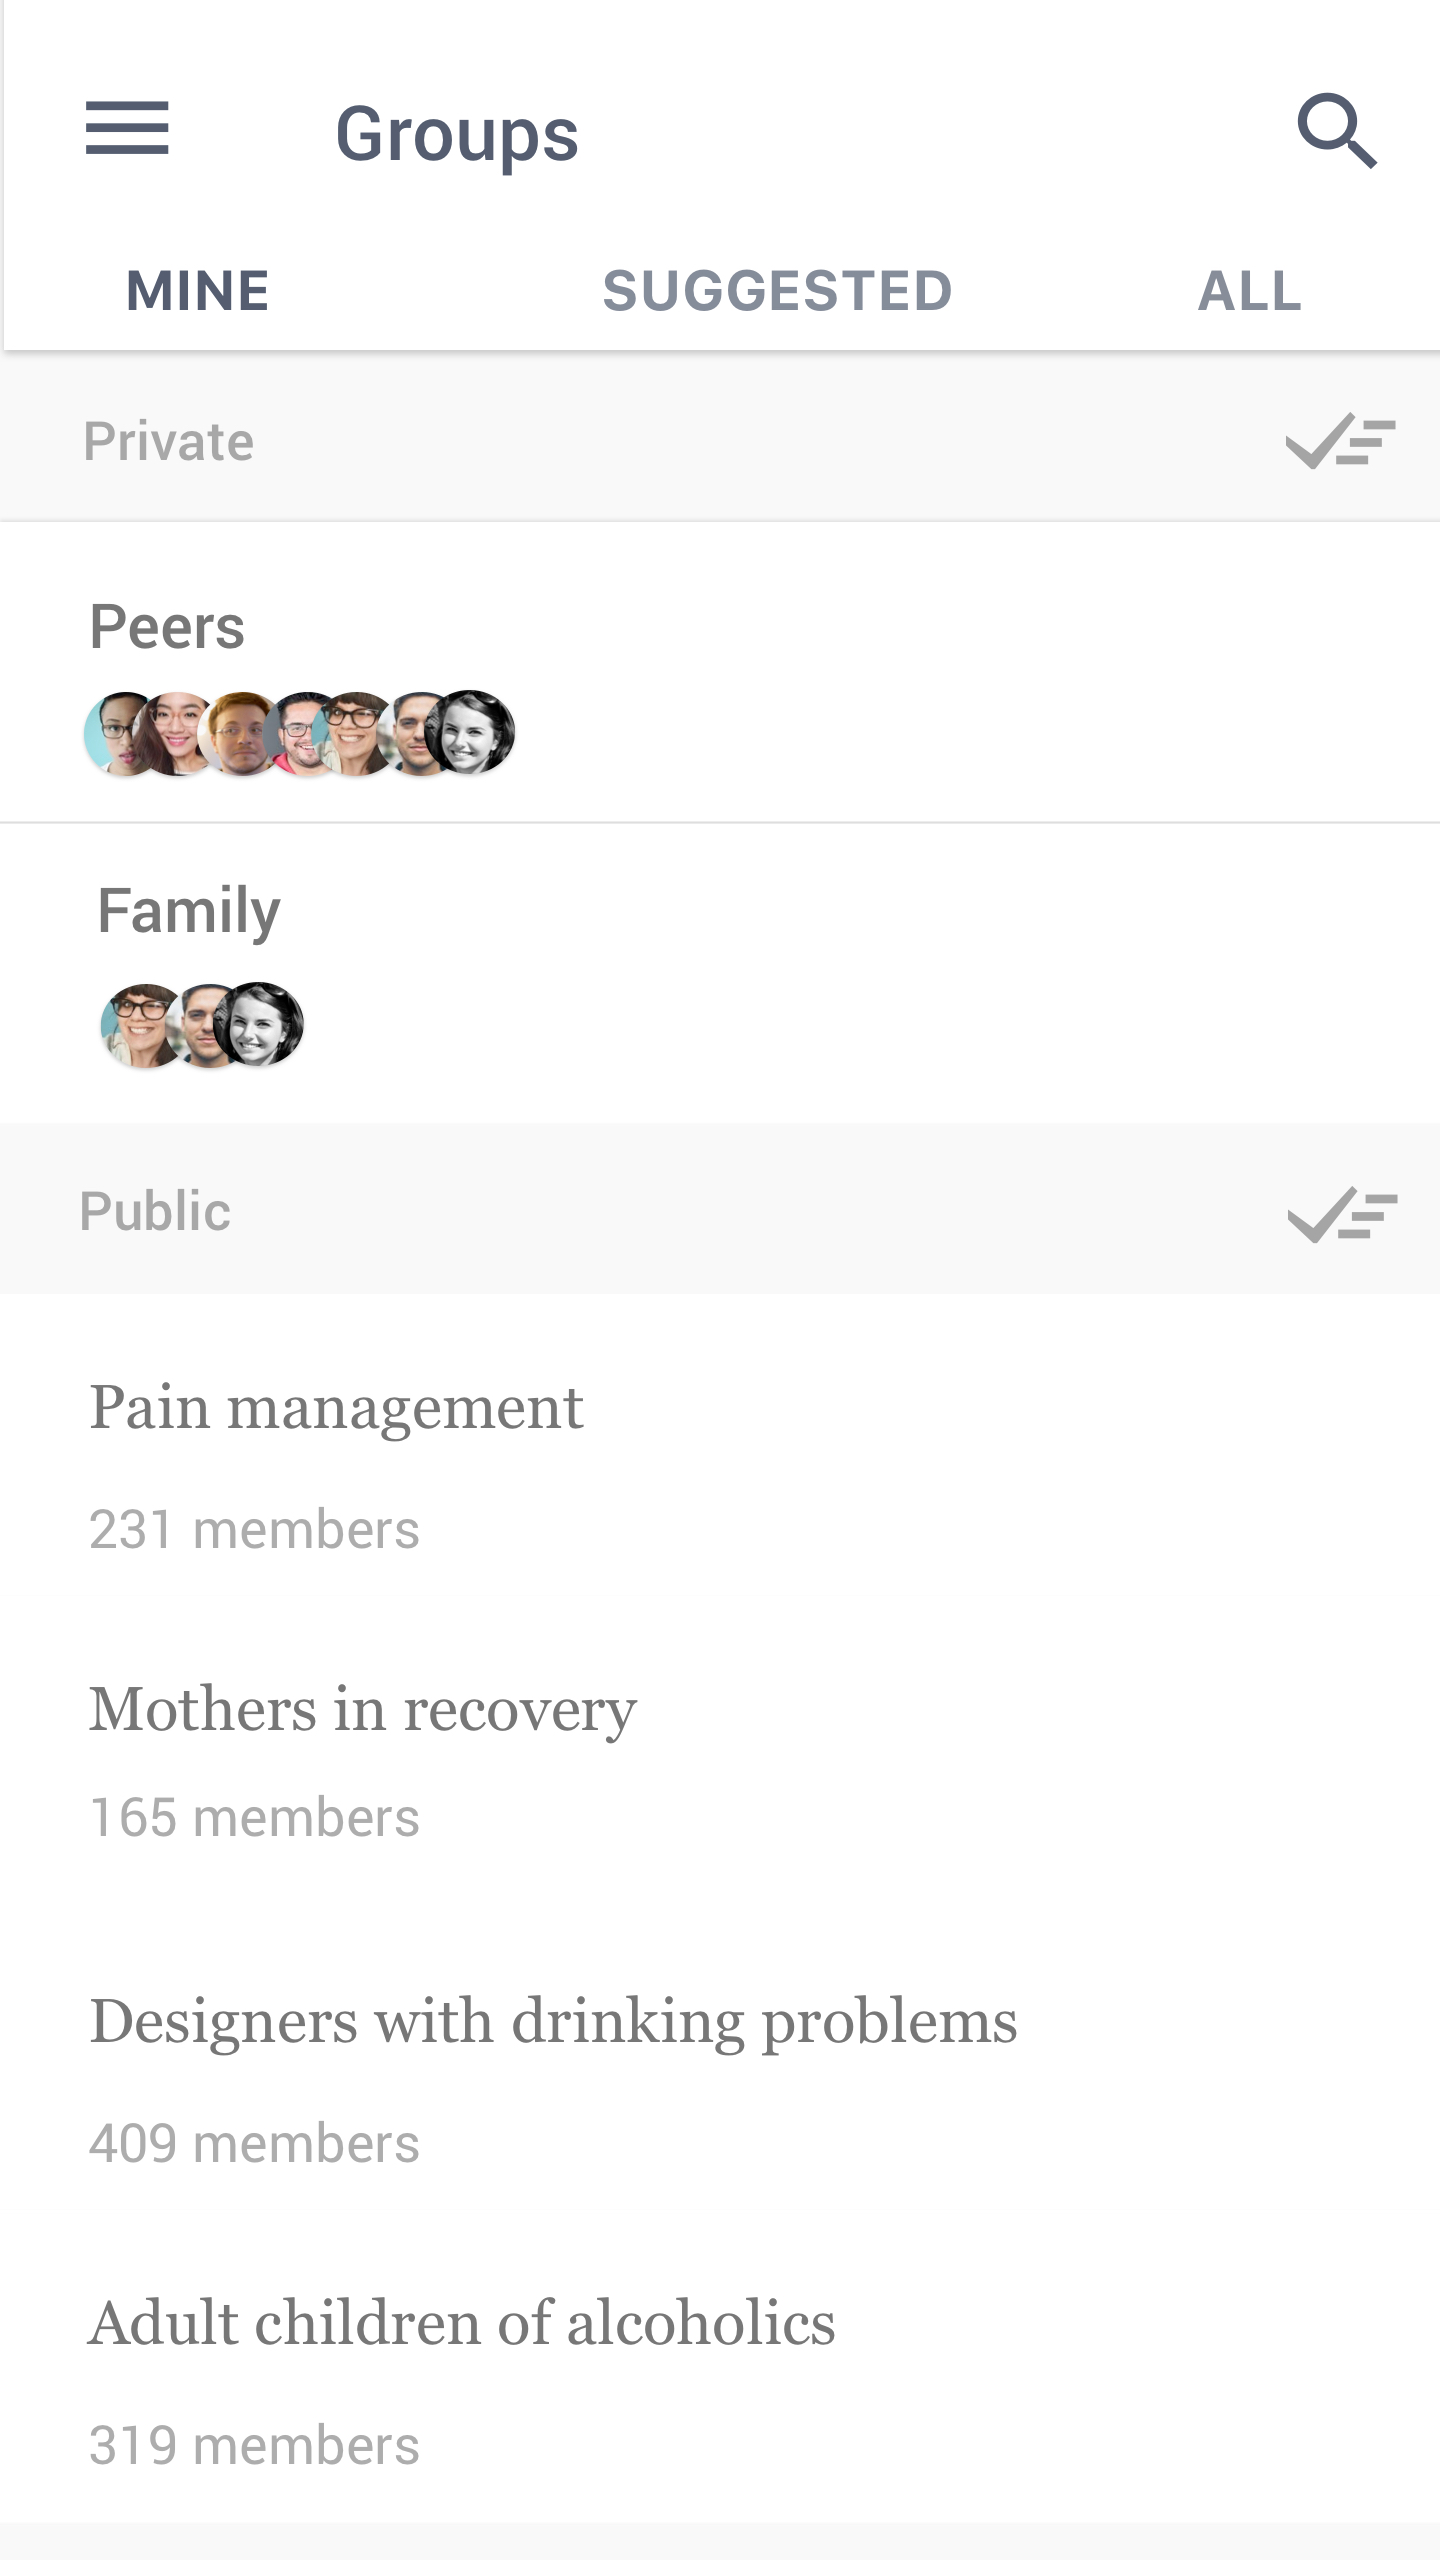 Groups
MINE SUGGESTED ALL
Private
Peers
Family
Public
Pain management
231 members
Mothers in recovery
165 members
Designers with drinking problems
409 members
Adult children of alcoholics
319 members